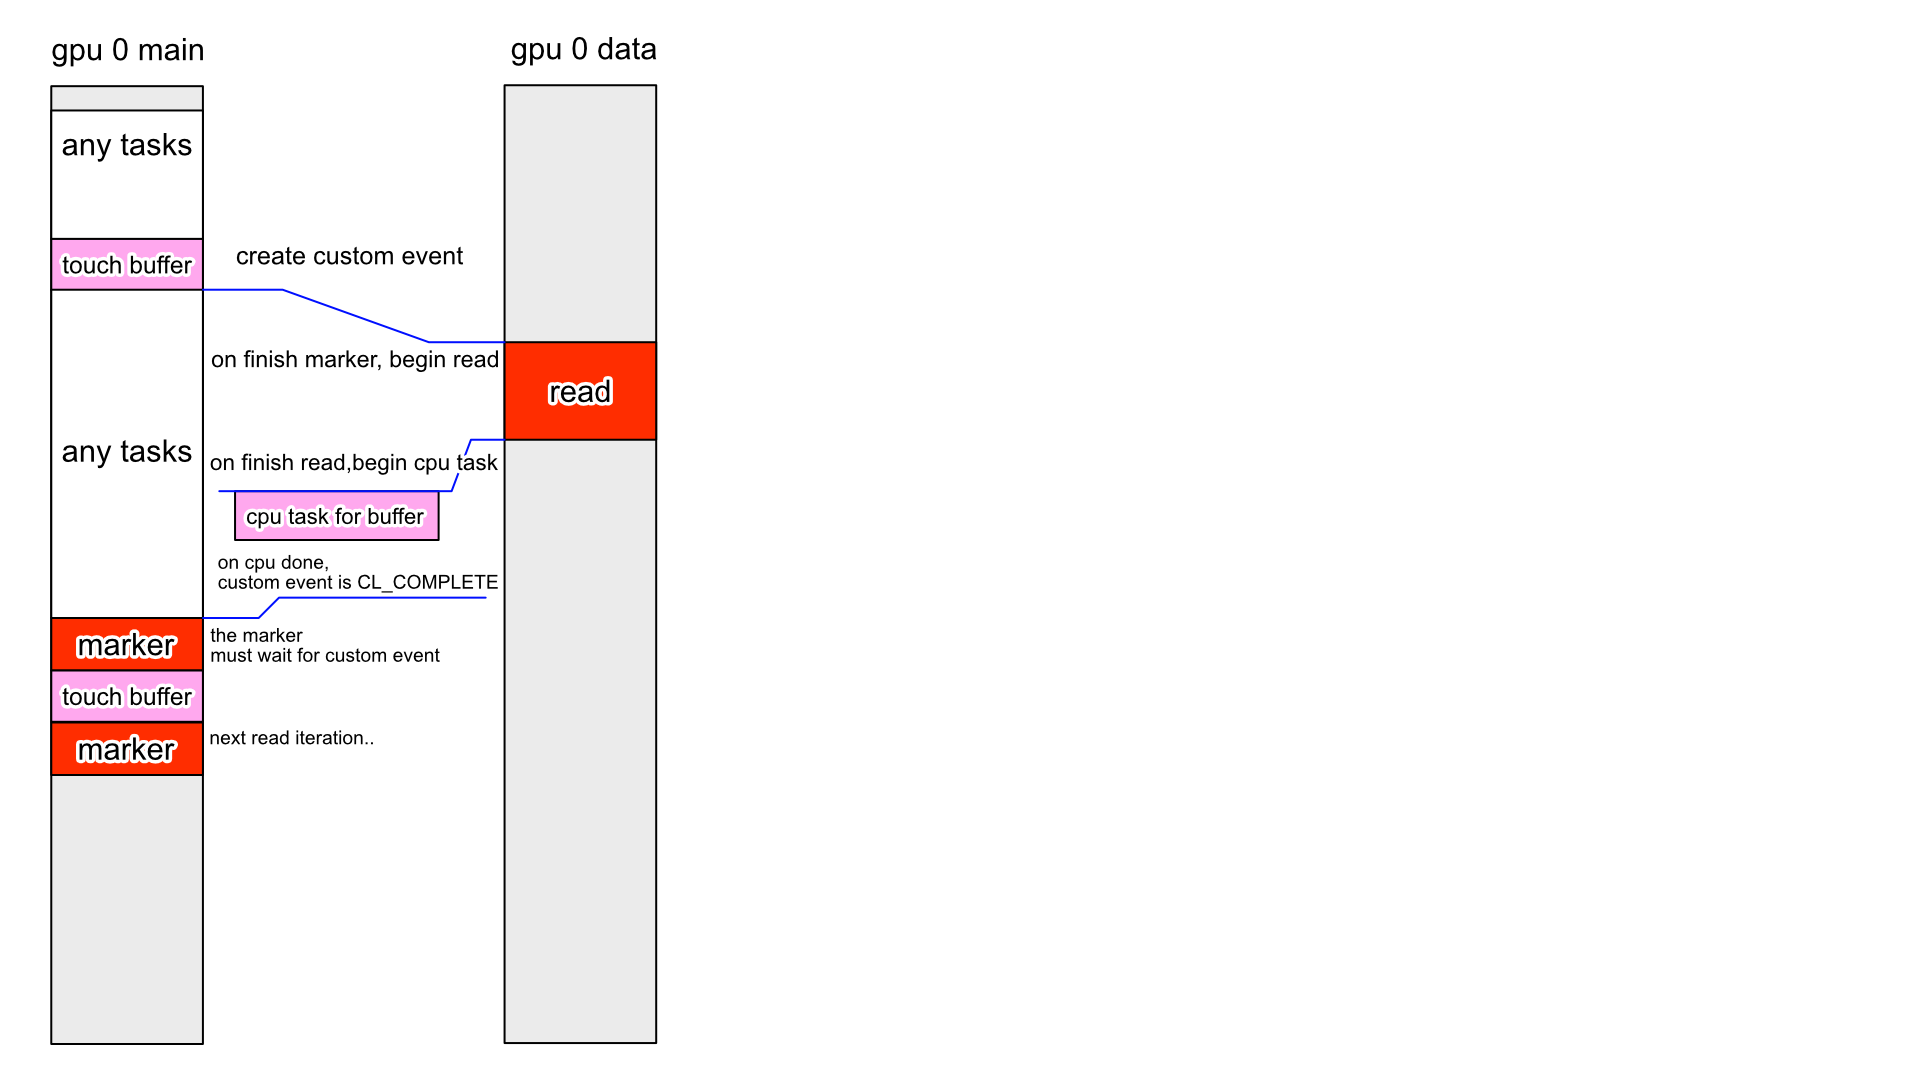 gpu 0 main
gpu 0 data
any tasks
touch buffer
create custom event
on finish marker, begin read
read
any tasks
on finish read,begin cpu task
cpu task for buffer
on cpu done,
custom event is CL_COMPLETE
marker
the marker
must wait for custom event
touch buffer
marker
next read iteration..